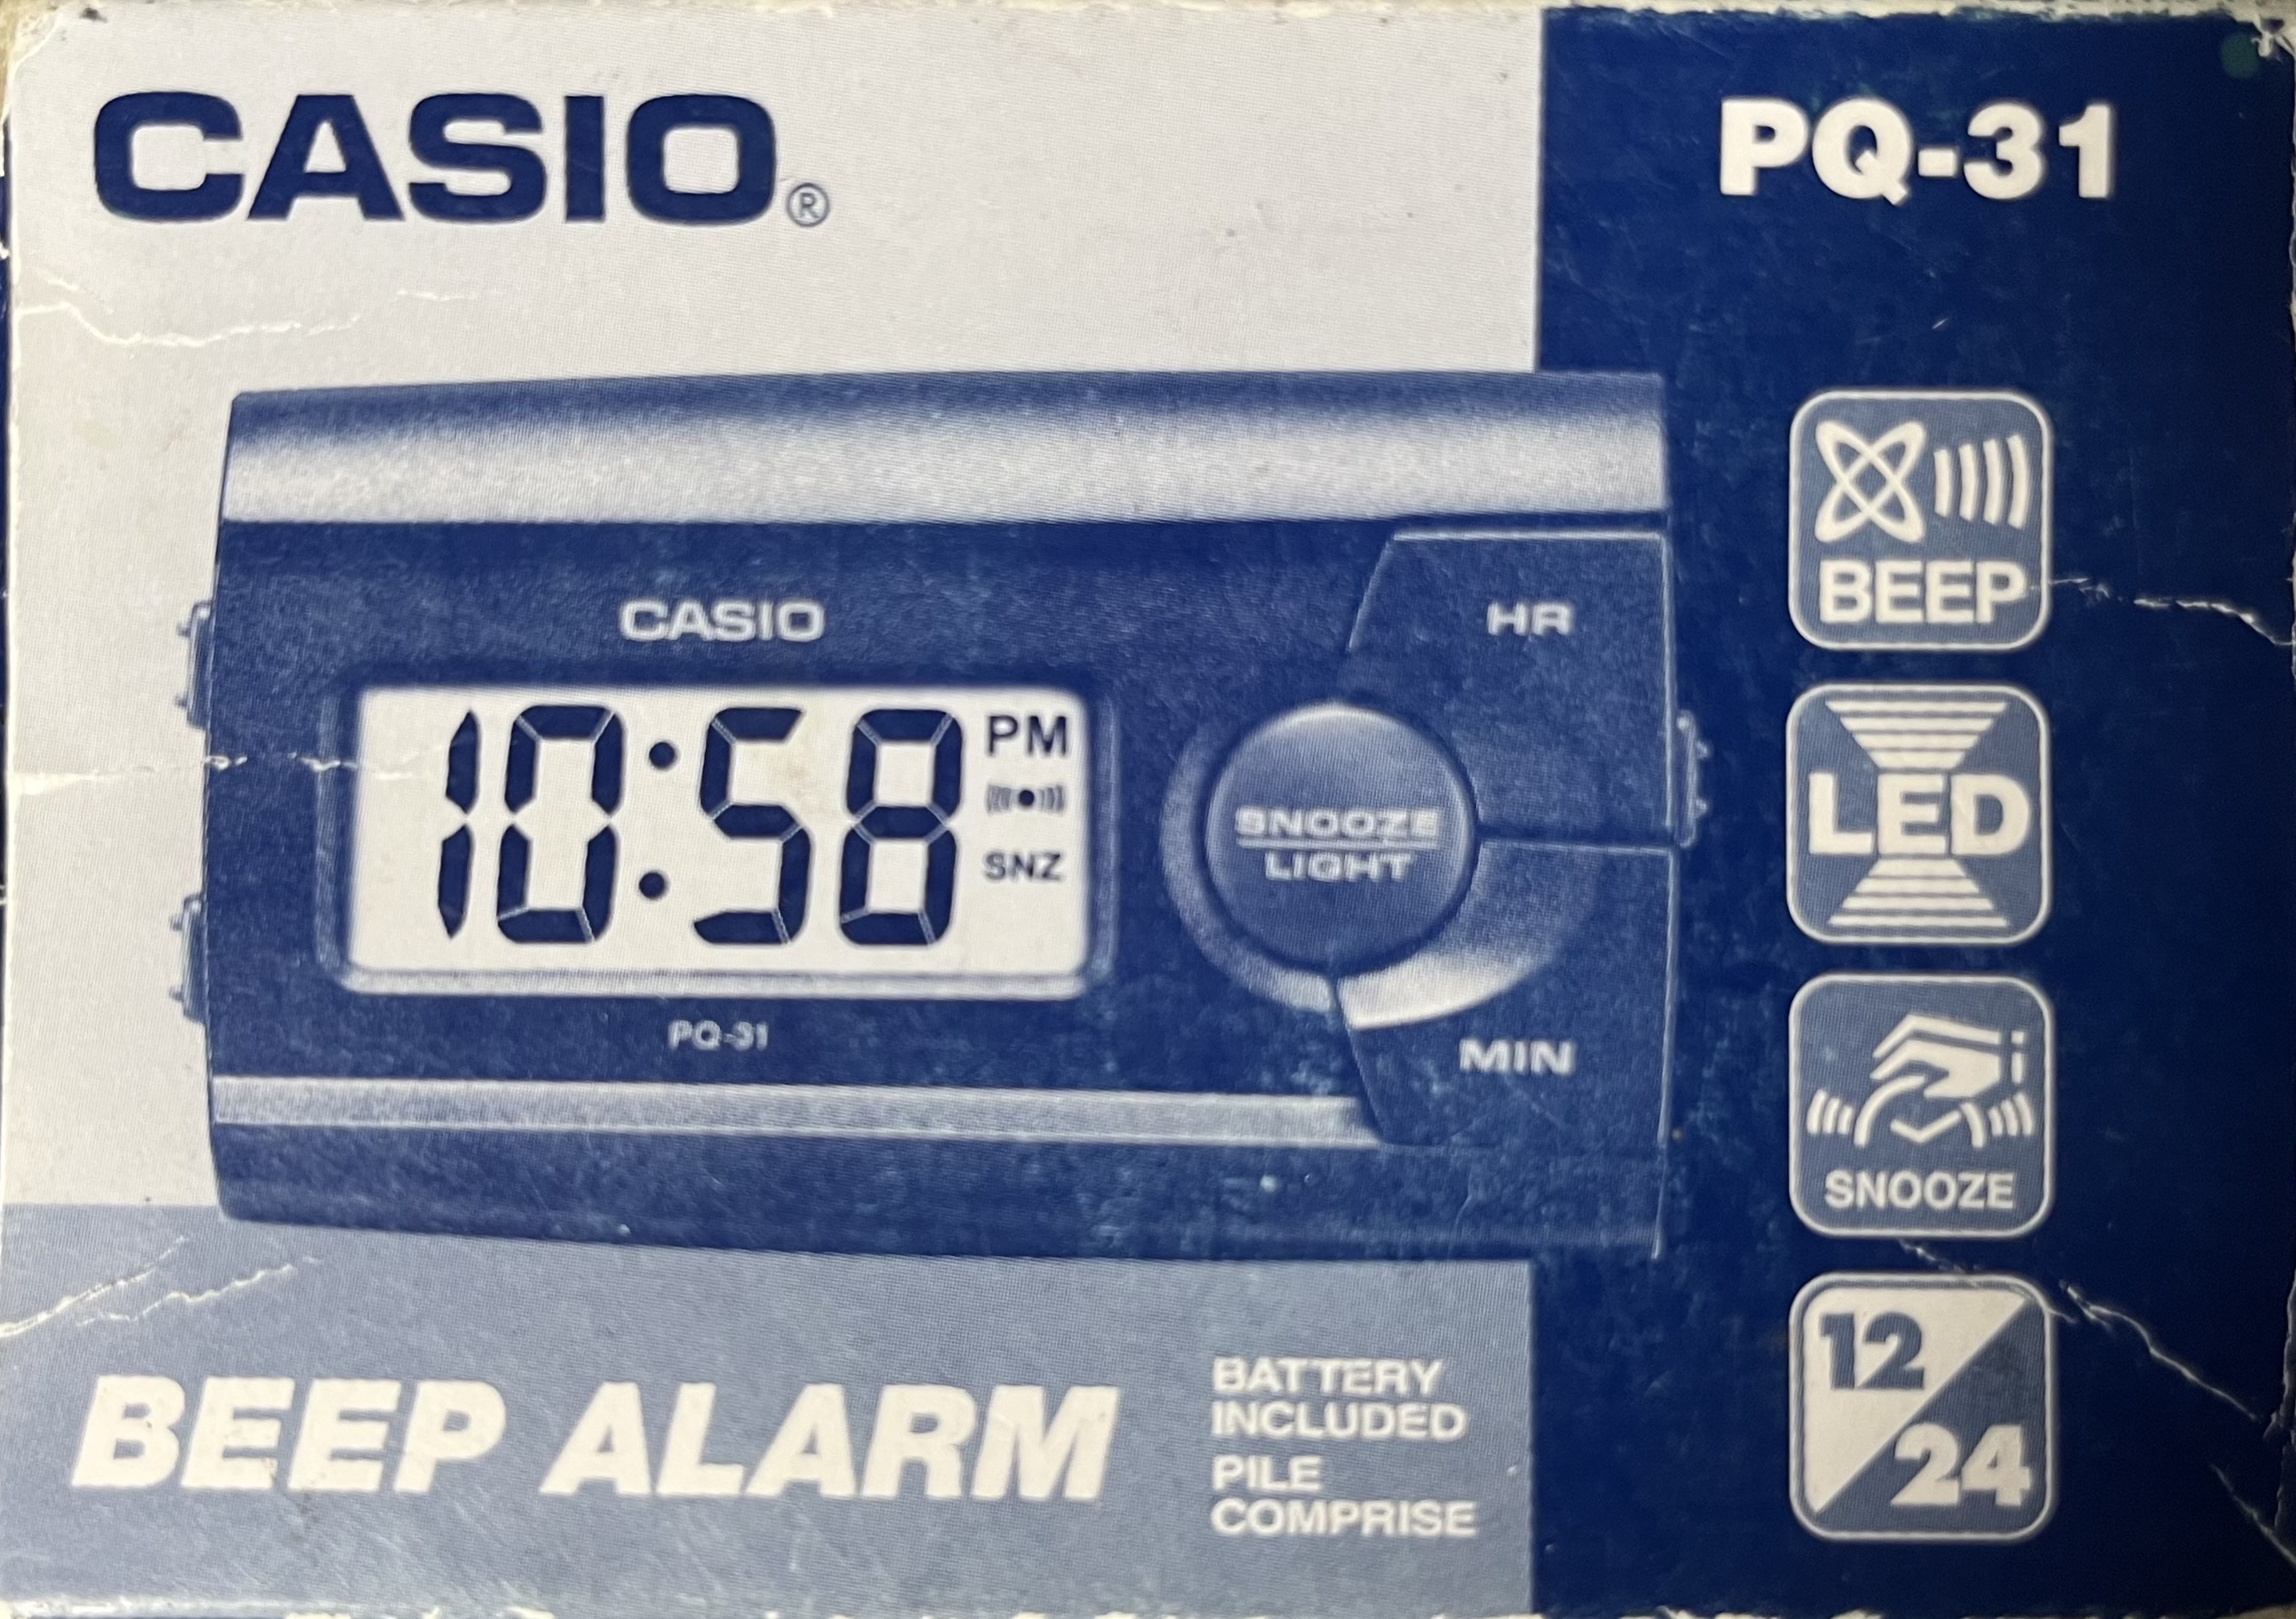 CASIO®
PQ-31
CASIO
HR
10:58 PM
SNZ
SNOOZE
LIGHT
PQ-31
MIN
BEEP
LED
SNOOZE
12
24
BEEP ALARM
BATTERY
INCLUDED
PILE
COMPRISE